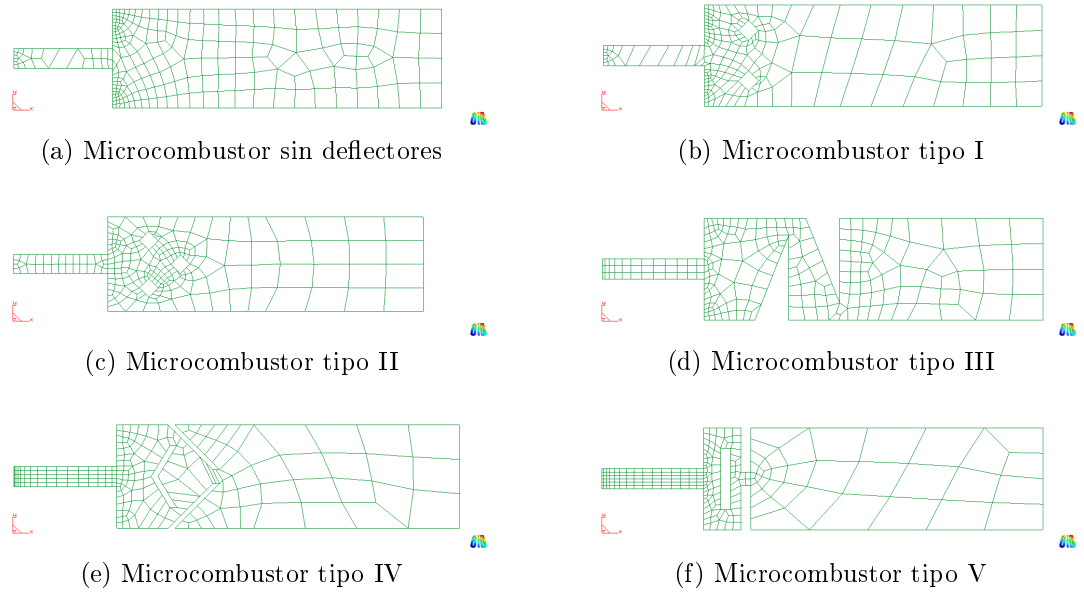 (a) Microcombustor sin deflectores
(b) Microcombustor tipo I
(c) Microcombustor tipo II
(d) Microcombustor tipo III
(e) Microcombustor tipo IV
(f) Microcombustor tipo V